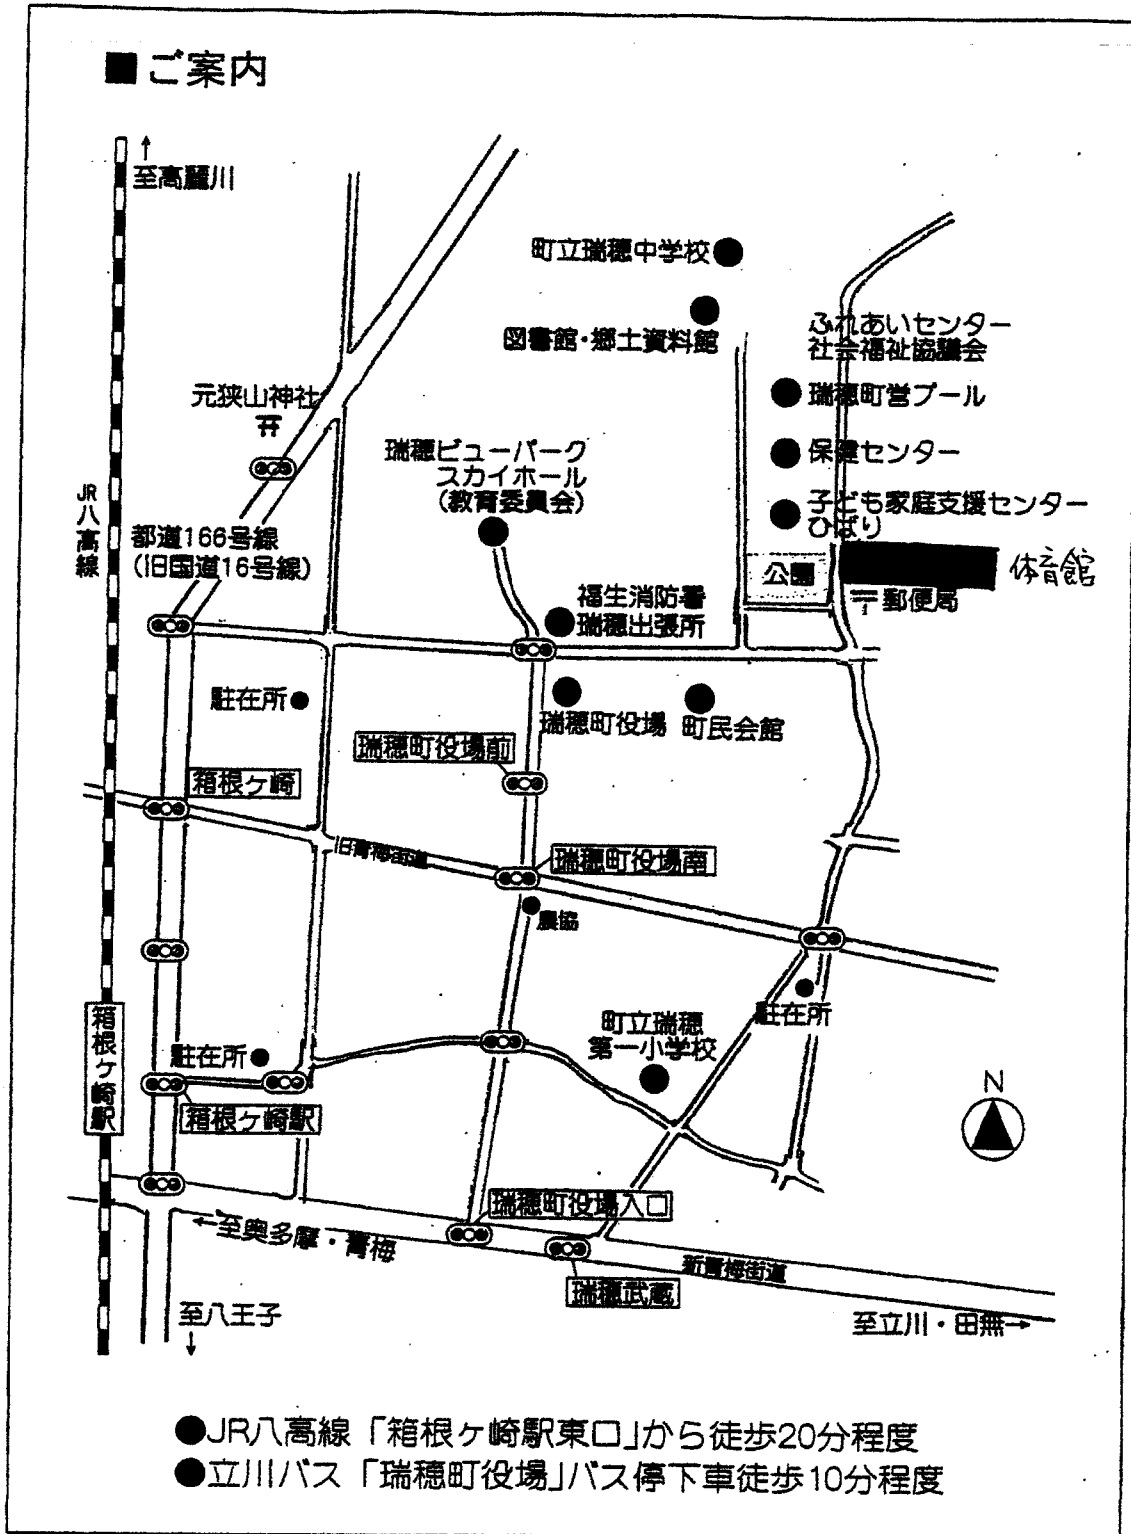 ■ご案内
↑
至高麗川
町立瑞穂中学校
図書館・郷土資料館
ふれあいセンター
社会福祉協議会
元狭山神社
瑞穂町営プール
瑞穂ビューパーク
スカイホール
(教育委員会)
保健センター
JR八高線
子ども家庭支援センター
ひばり
都道166号線
(旧国道16号線)
公園
体育館
福生消防署
瑞穂出張所
〒郵便局
駐在所
瑞穂町役場
町民会館
瑞穂町役場前
箱根ヶ崎
旧青梅街道
瑞穂町役場南
農協
箱根ヶ崎駅
駐在所
町立瑞穂
第一小学校
駐在所
N
箱根ヶ崎駅
瑞穂町役場入口
←至奥多摩・青梅
新青梅街道
瑞穂武蔵
至八王子
↓
至立川・田無→
●JR八高線「箱根ヶ崎駅東口」から徒歩20分程度
●立川バス「瑞穂町役場」バス停下車徒歩10分程度